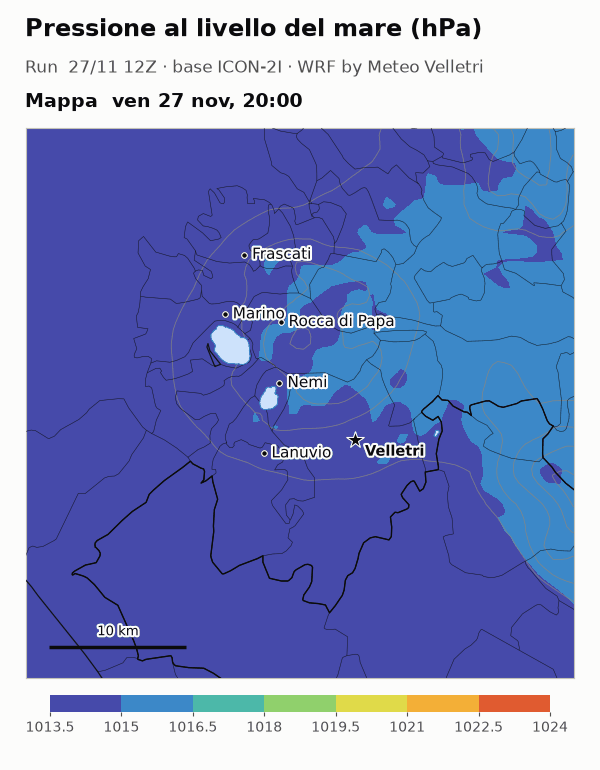 Pressione al livello del mare (hPa)
Run  27/11 12Z · base ICON-2I · WRF by Meteo Velletri
Mappa  ven 27 nov, 20:00
Frascati
Marino
Rocca di Papa
Nemi
Velletri
Lanuvio
10 km
1013.5 1015 1016.5 1018 1019.5 1021 1022.5 1024